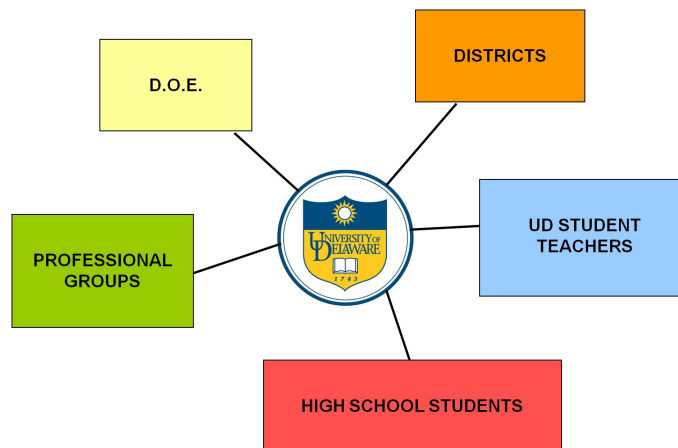 D.O.E.
DISTRICTS
PROFESSIONAL
GROUPS
UNIVERSITY OF
DELAWARE
1743
UD STUDENT
TEACHERS
HIGH SCHOOL STUDENTS